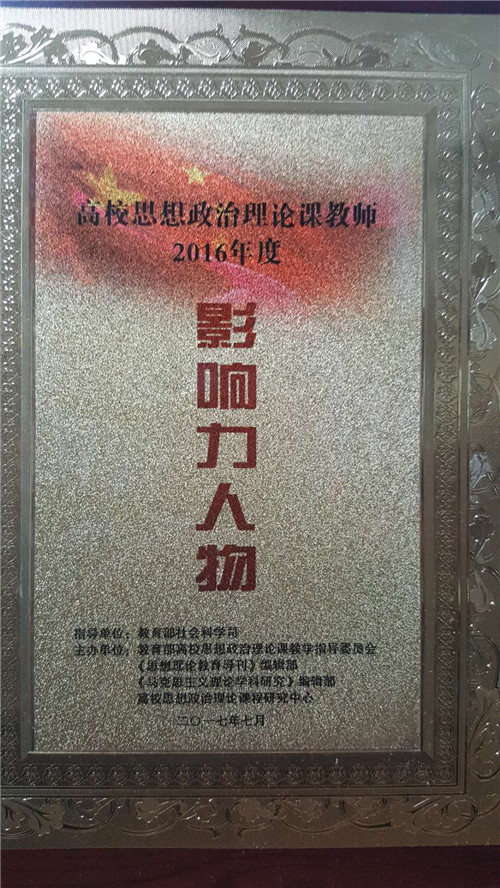 高校思想政治理论课教师
2016年度
影响力人物
指导单位：教育部社会科学司
主办单位：教育部高校思想政治理论课教学指导委员会
《思想理论教育导刊》编辑部
《马克思主义理论学科研究》编辑部
高校思想政治理论课程研究中心
二〇一七年七月